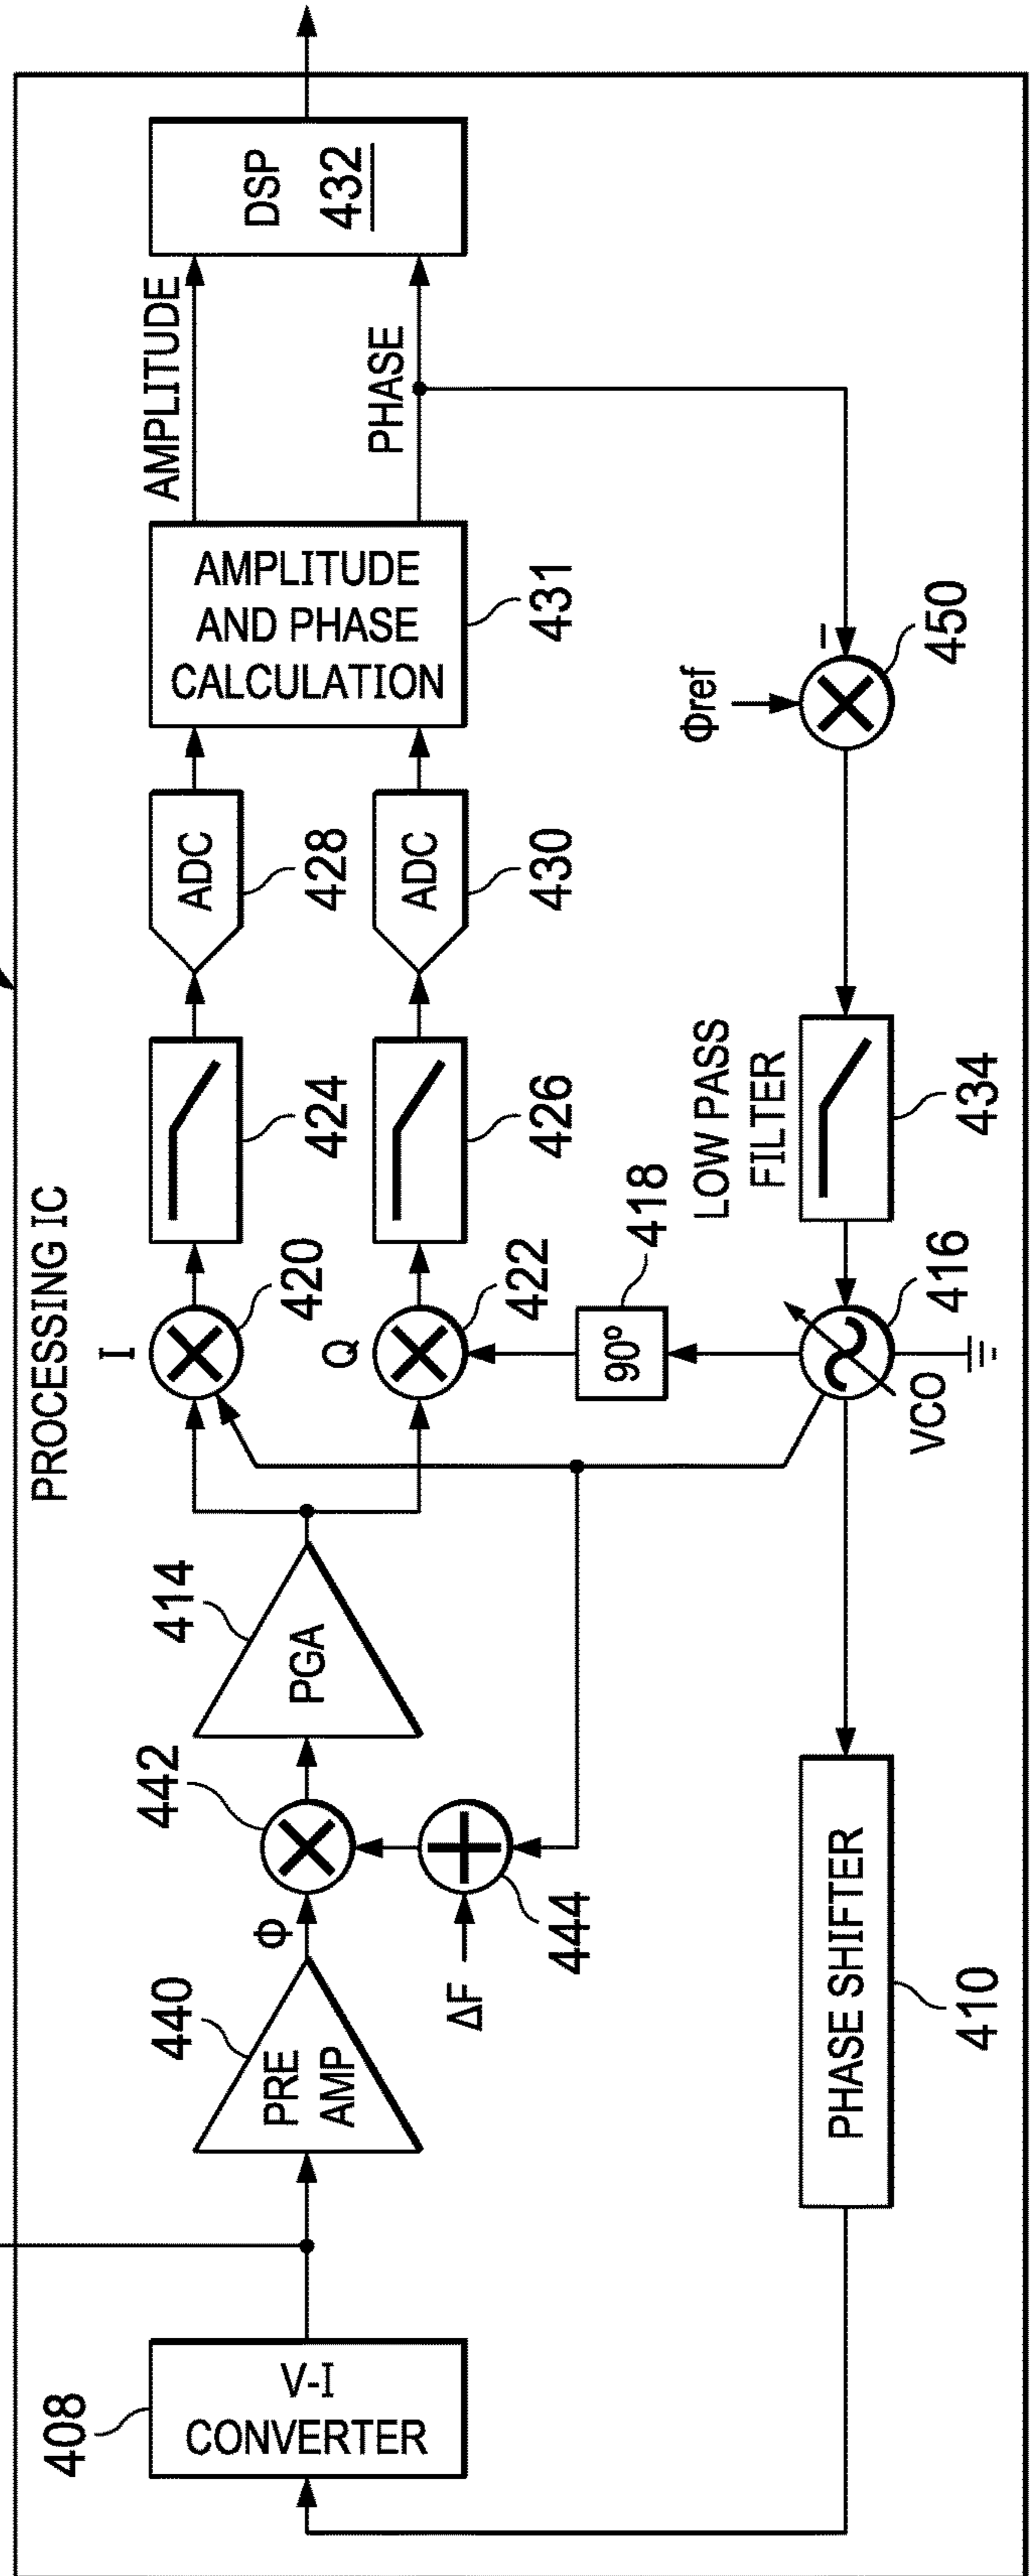 PROCESSING IC
408
V-I
CONVERTER
440
PRE
AMP
Φ
442
ΔF
444
414
PGA
I
420
Q
422
90º
418
424
426
ADC
428
ADC
430
AMPLITUDE
AND PHASE
CALCULATION
431
AMPLITUDE
PHASE
DSP
432
PHASE SHIFTER
410
VCO
416
LOW PASS
FILTER
434
Φref
−
450